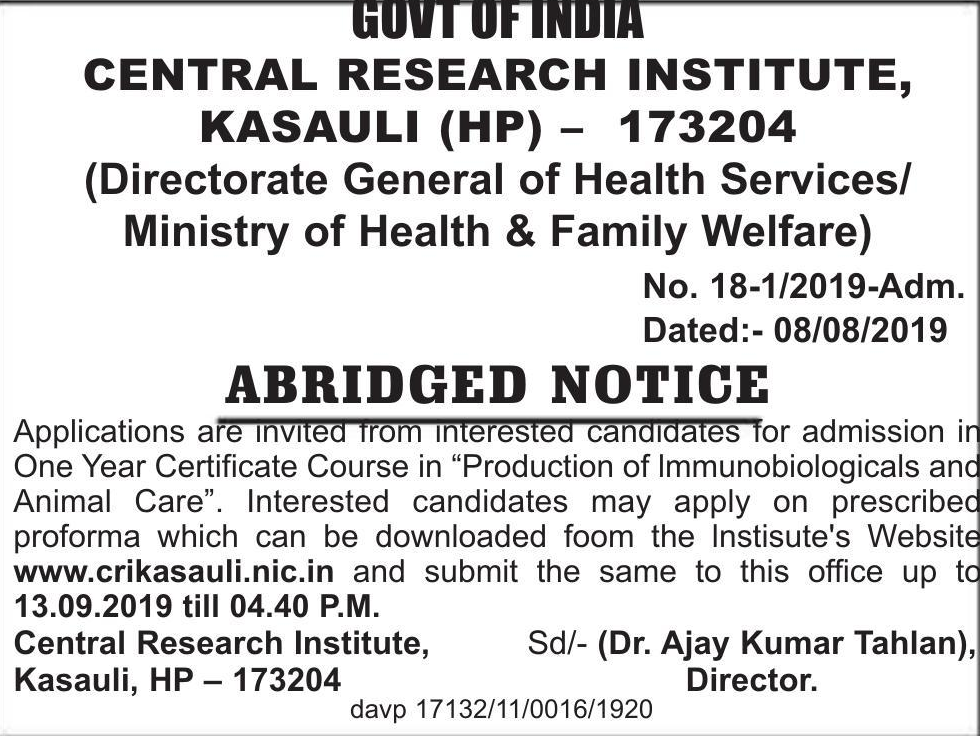 GOVT OF INDIA
CENTRAL RESEARCH INSTITUTE,
KASAULI (HP) – 173204
(Directorate General of Health Services/
Ministry of Health & Family Welfare)
No. 18-1/2019-Adm.
Dated:- 08/08/2019
ABRIDGED NOTICE
Applications are invited from interested candidates for admission in
One Year Certificate Course in “Production of Immunobiologicals and
Animal Care”. Interested candidates may apply on prescribed
proforma which can be downloaded foom the Instisute's Website
www.crikasauli.nic.in and submit the same to this office up to
13.09.2019 till 04.40 P.M.
Central Research Institute, Sd/- (Dr. Ajay Kumar Tahlan),
Kasauli, HP – 173204 Director.
davp 17132/11/0016/1920